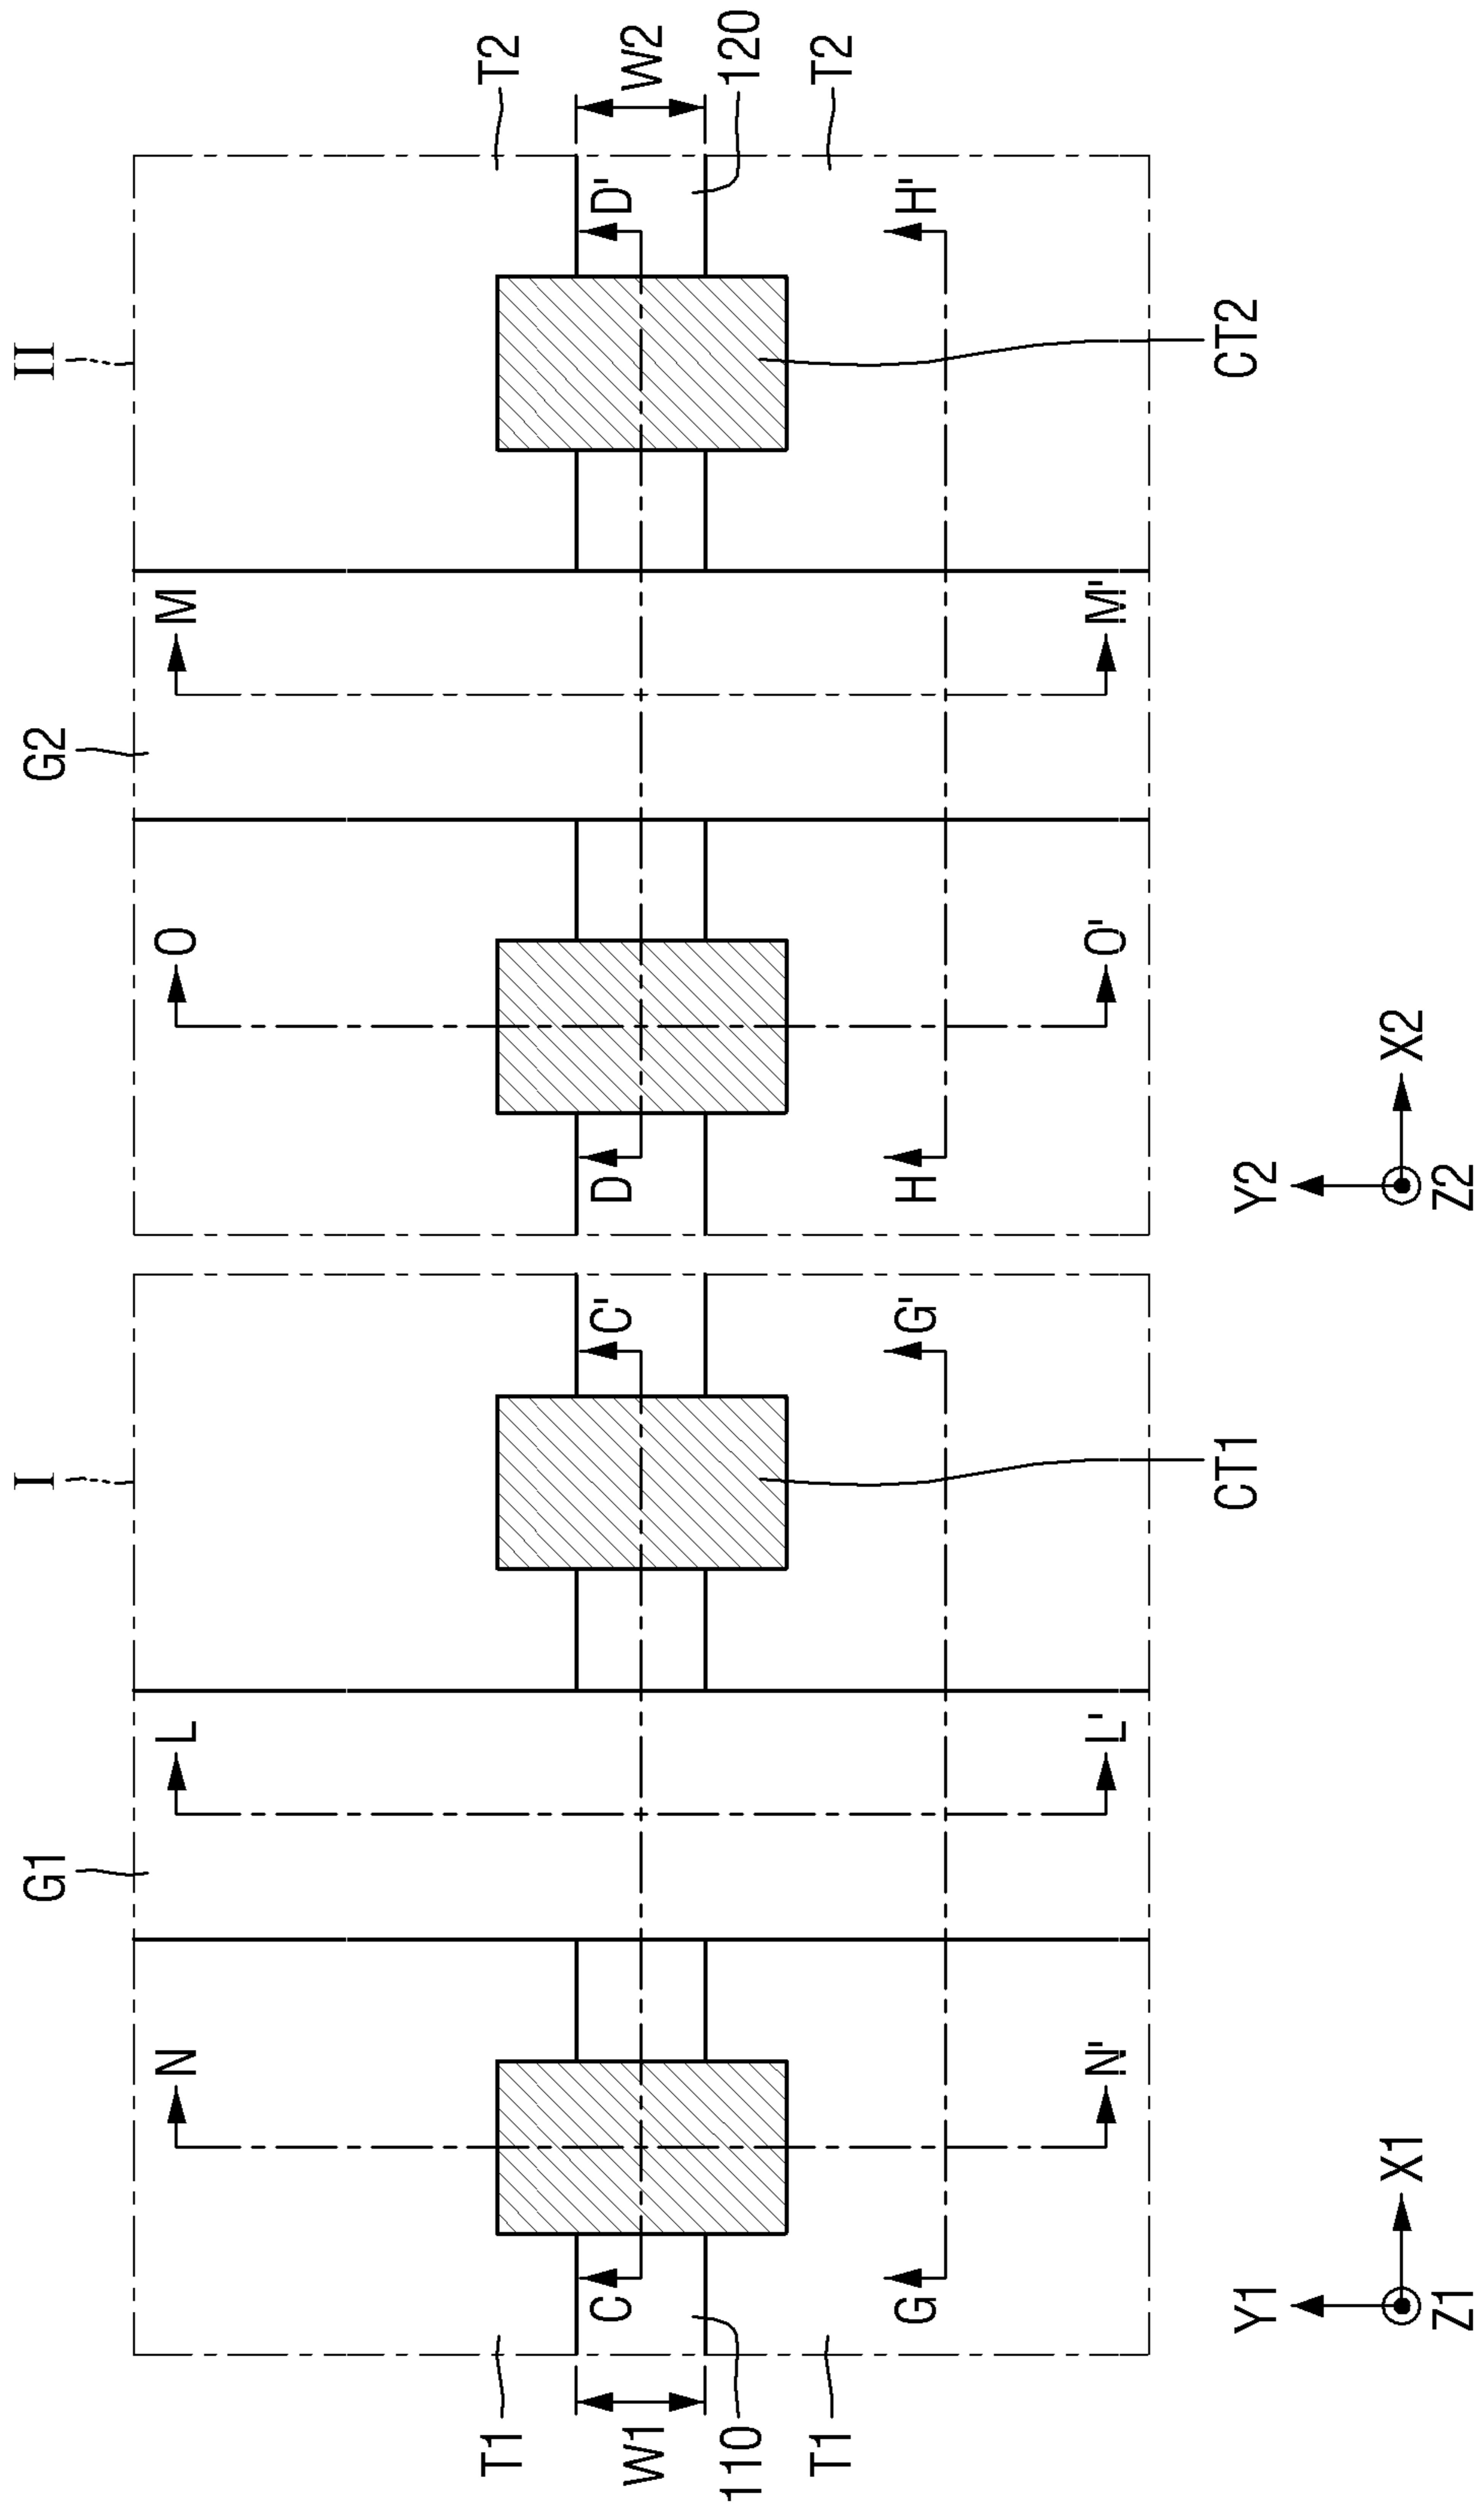 I
II
G1
G2
N
L
O
M
T1
T2
C
C'
D
D'
W1
W2
110
120
T1
T2
G
G'
H
H'
N'
L'
O'
M'
CT1
CT2
Y1
X1
Z1
Y2
X2
Z2